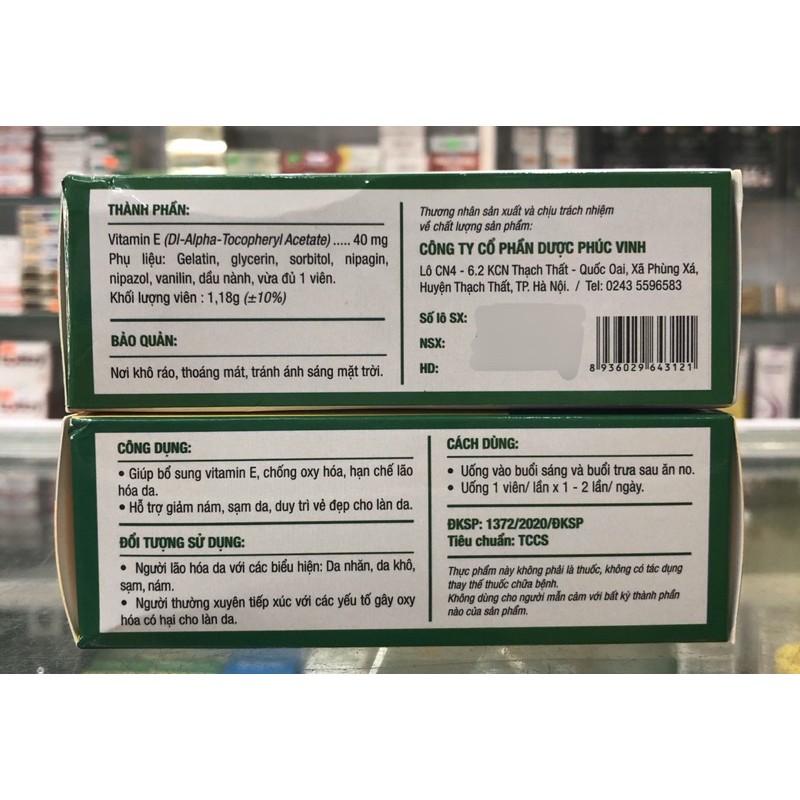 THÀNH PHẦN:
Vitamin E (Dl-Alpha-Tocopheryl Acetate) ..... 40 mg
Phụ liệu: Gelatin, glycerin, sorbitol, nipagin,
nipazol, vanilin, dầu nành, vừa đủ 1 viên.
Khối lượng viên : 1,18g (±10%)
BẢO QUẢN:
Nơi khô ráo, thoáng mát, tránh ánh sáng mặt trời.
Thương nhân sản xuất và chịu trách nhiệm
về chất lượng sản phẩm:
CÔNG TY CỔ PHẦN DƯỢC PHÚC VINH
Lô CN4 - 6.2 KCN Thạch Thất - Quốc Oai, Xã Phùng Xá,
Huyện Thạch Thất, TP. Hà Nội. / Tel: 0243 5596583
Số lô SX:
NSX:
HD:
8 936029 643121
CÔNG DỤNG:
• Giúp bổ sung vitamin E, chống oxy hóa, hạn chế lão
hóa da.
• Hỗ trợ giảm nám, sạm da, duy trì vẻ đẹp cho làn da.
ĐỐI TƯỢNG SỬ DỤNG:
• Người lão hóa da với các biểu hiện: Da nhăn, da khô,
sạm, nám.
• Người thường xuyên tiếp xúc với các yếu tố gây oxy
hóa có hại cho làn da.
CÁCH DÙNG:
• Uống vào buổi sáng và buổi trưa sau ăn no.
• Uống 1 viên/ lần x 1 - 2 lần/ ngày.
ĐKSP: 1372/2020/ĐKSP
Tiêu chuẩn: TCCS
Thực phẩm này không phải là thuốc, không có tác dụng
thay thế thuốc chữa bệnh.
Không dùng cho người mẫn cảm với bất kỳ thành phần
nào của sản phẩm.